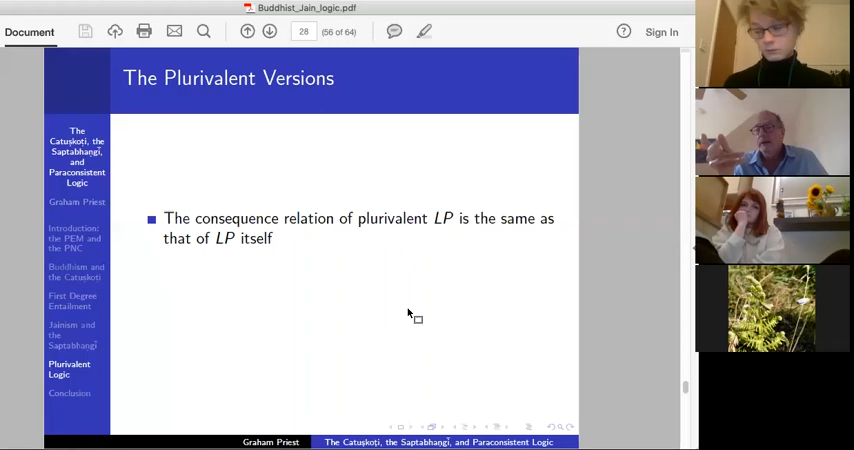 Buddhist_Jain_logic.pdf
Document
28
(56 of 64)
Sign In
The Plurivalent Versions
The
Catuṣkoṭi, the
Saptabhaṅgī,
and
Paraconsistent
Logic
Graham Priest
Introduction:
the PEM and
the PNC
Buddhism and
the Catuskoti
First Degree
Entailment
Jainism and
the
Saptabhaṅgī
Plurivalent
Logic
Conclusion
The consequence relation of plurivalent LP is the same as
that of LP itself
Graham Priest
The Catuṣkoṭi, the Saptabhaṅgī, and Paraconsistent Logic